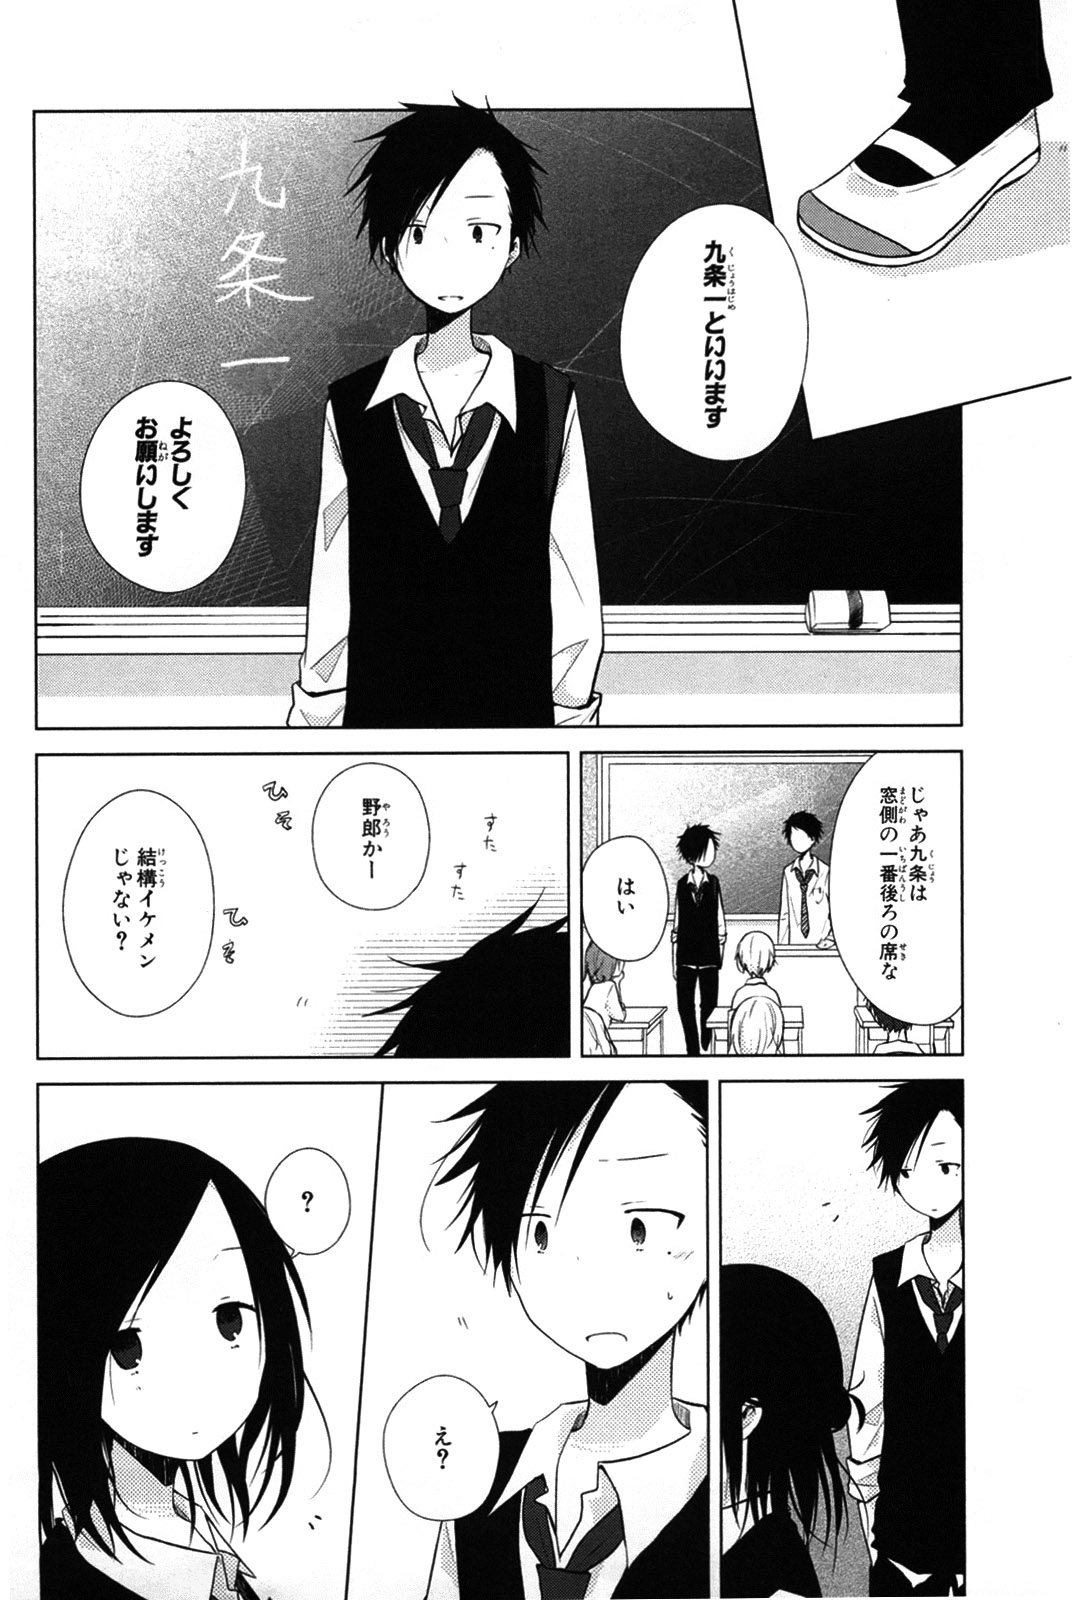 九条一といいます
九条一
よろしく
お願いします
じゃあ九条は
窓側の一番後ろの席な
はい
すた
すた
野郎かー
ひそ
ひそ
結構イケメン
じゃない?
え?
?